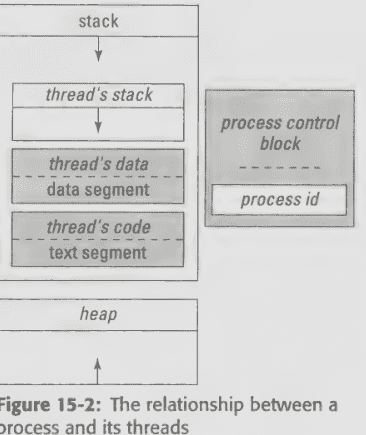 stack
thread's stack
thread's data
data segment
thread's code
text segment
process control
block
process id
heap
Figure 15-2: The relationship between a
process and its threads